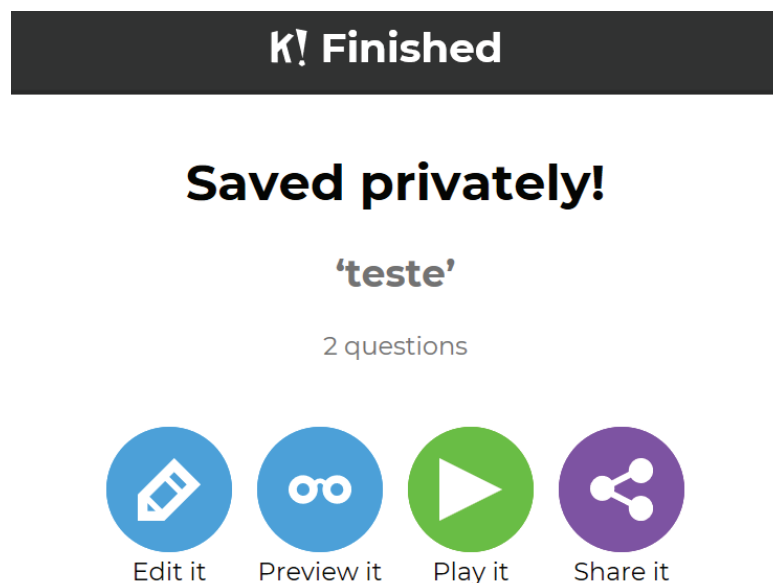 K! Finished
Saved privately!
‘teste’
2 questions
Edit it Preview it Play it Share it